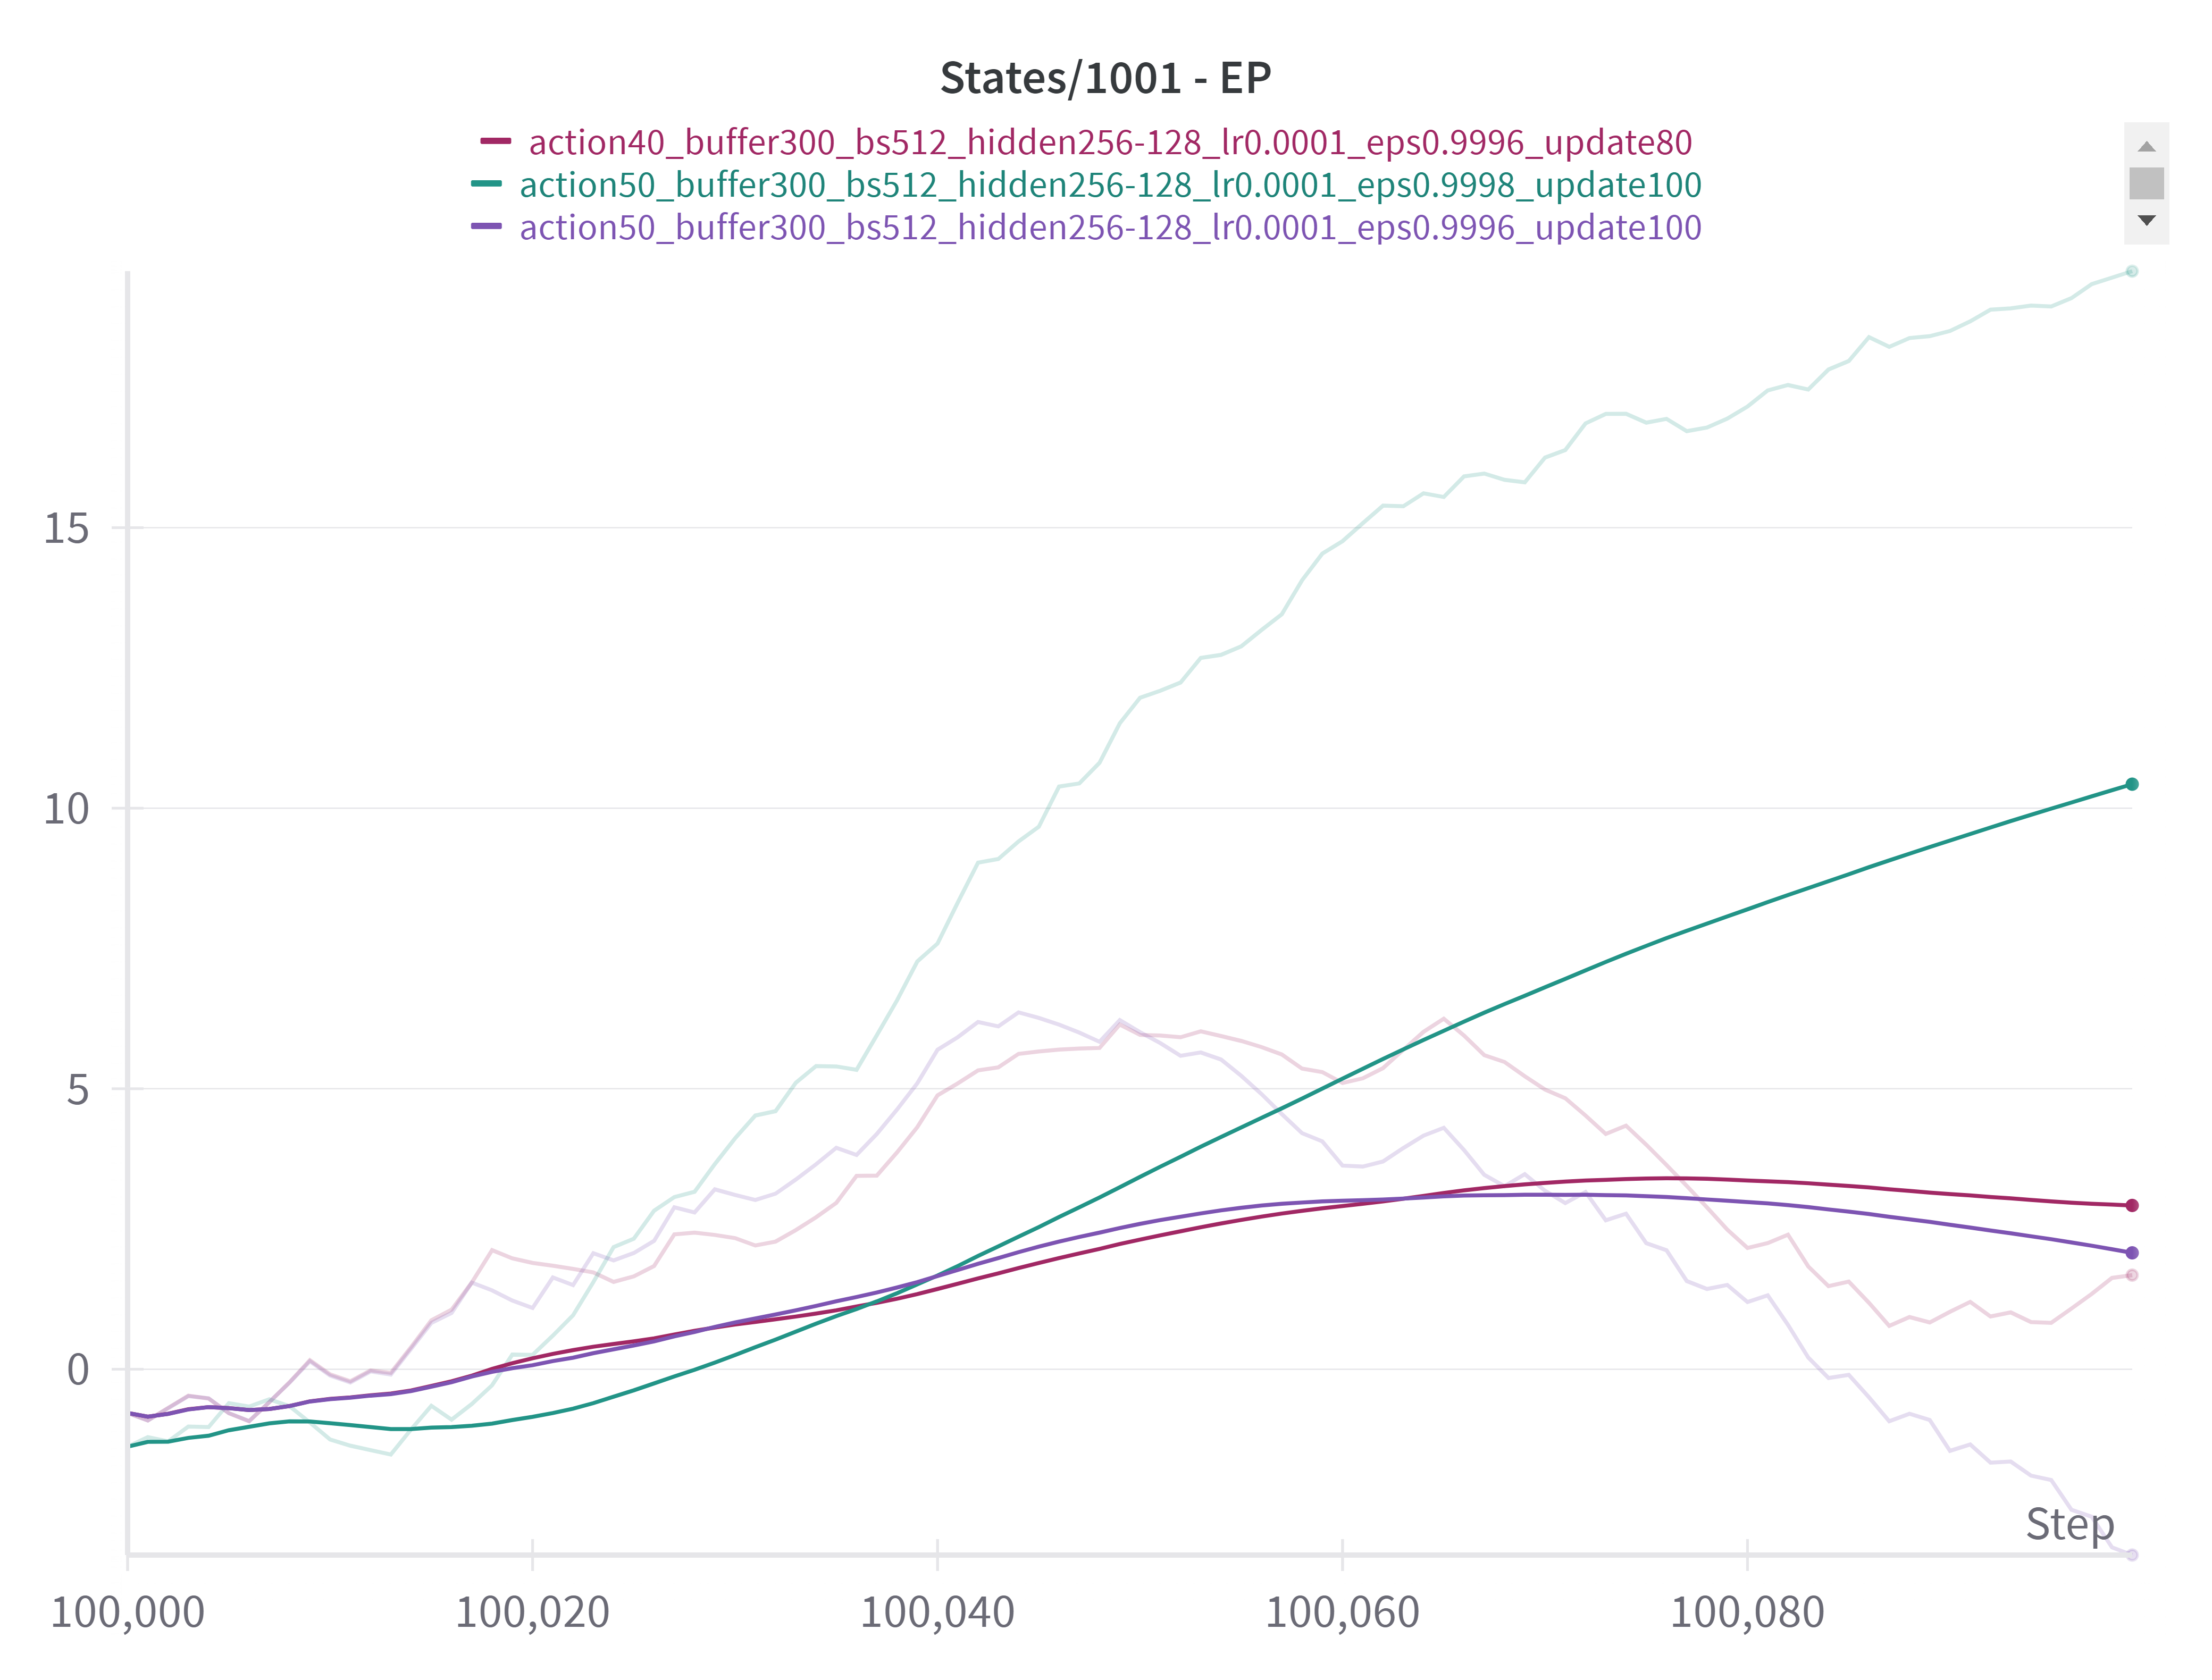 States/1001 - EP
action40_buffer300_bs512_hidden256-128_lr0.0001_eps0.9996_update80
action50_buffer300_bs512_hidden256-128_lr0.0001_eps0.9998_update100
action50_buffer300_bs512_hidden256-128_lr0.0001_eps0.9996_update100
15
10
5
0
Step
100,000 100,020 100,040 100,060 100,080